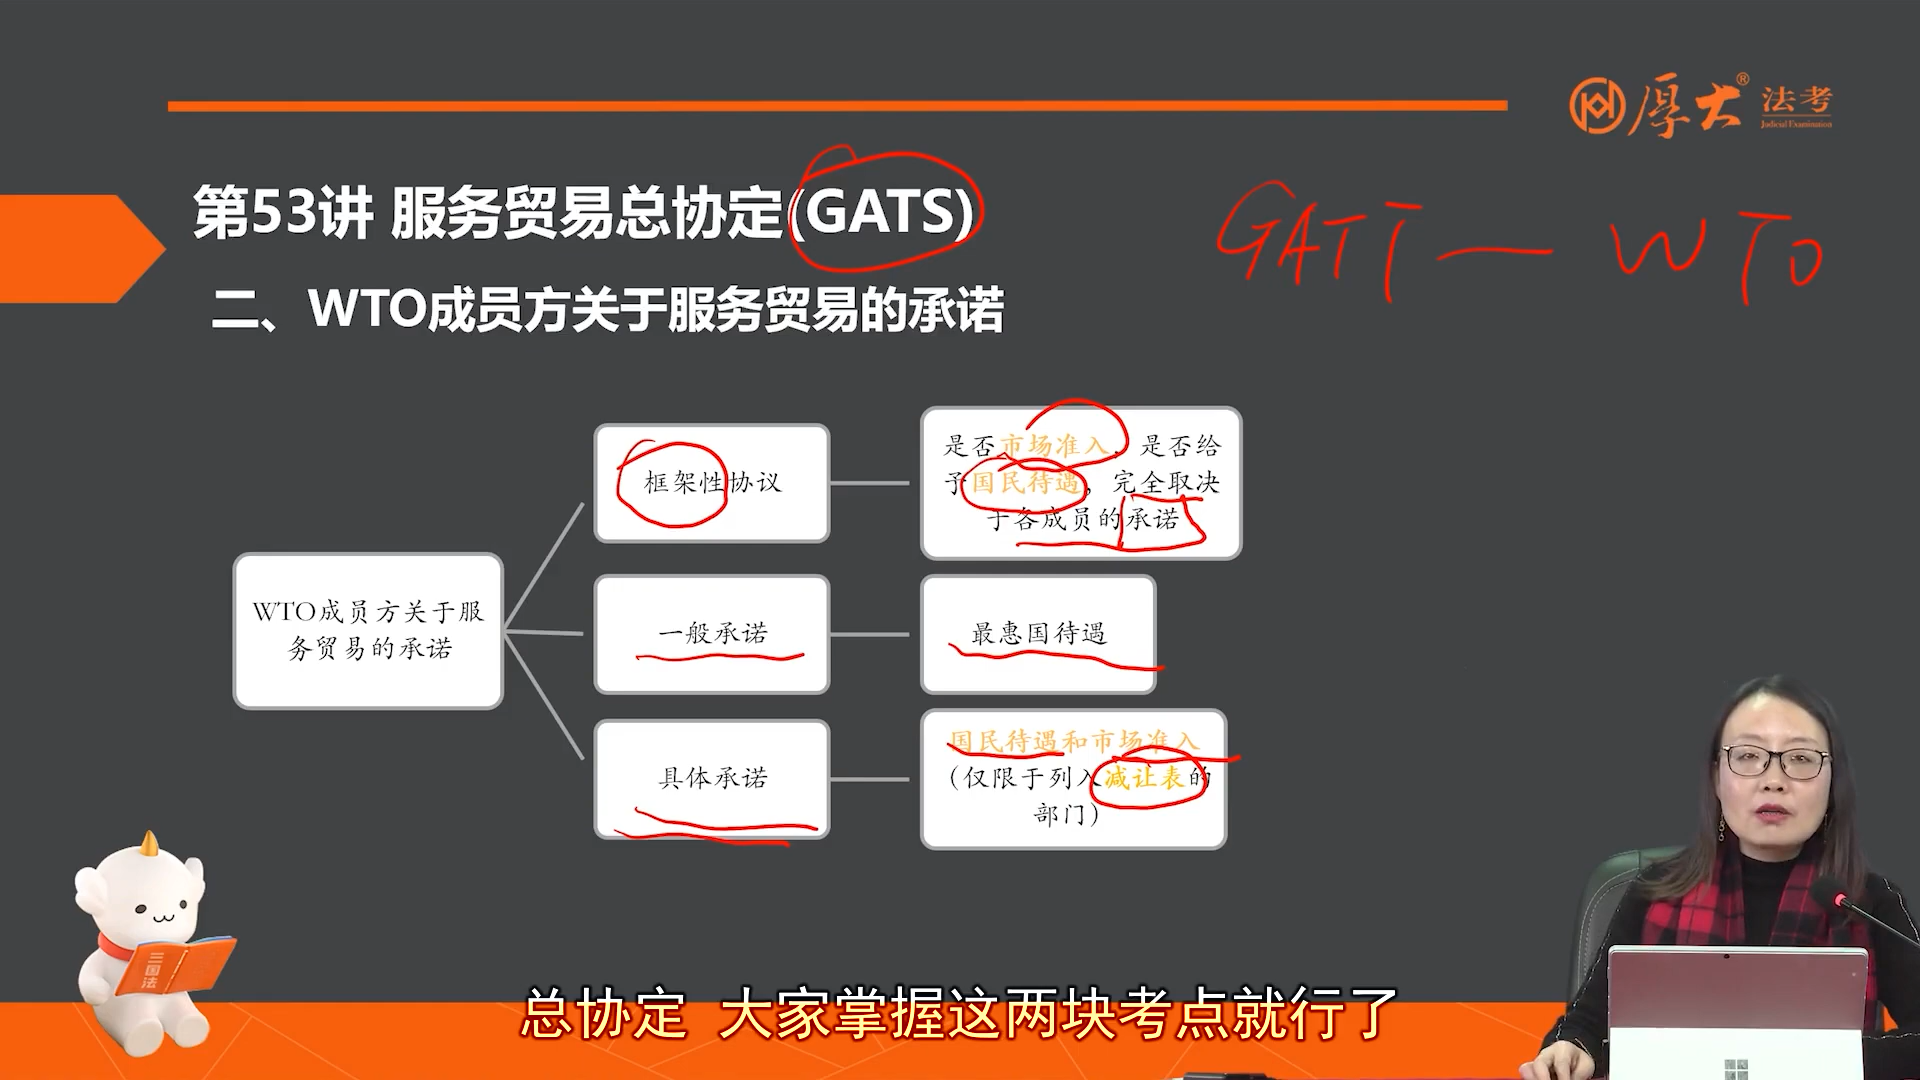 厚大® 法考
Judicial Examination
第53讲 服务贸易总协定(GATS)
GATT — WTO
二、WTO成员方关于服务贸易的承诺
WTO成员方关于服
务贸易的承诺
框架性协议
是否市场准入、是否给
予国民待遇，完全取决
于各成员的承诺
一般承诺
最惠国待遇
具体承诺
国民待遇和市场准入
（仅限于列入减让表的
部门）
三国法
总协定 大家掌握这两块考点就行了